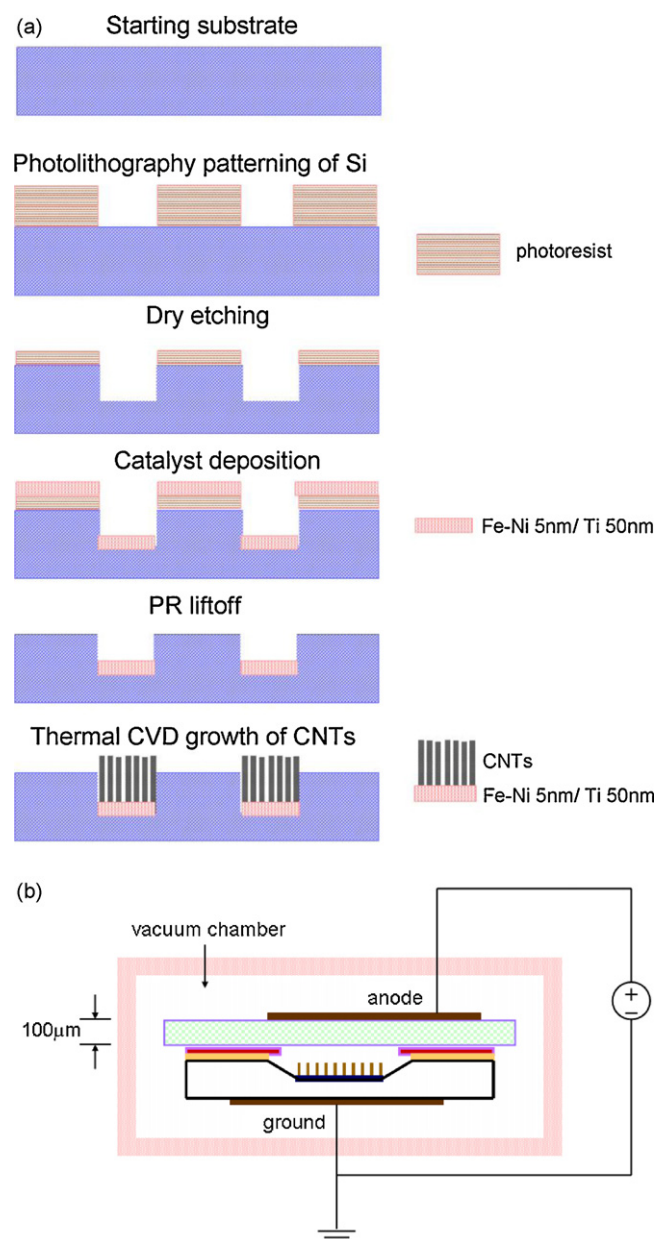 (a)
Starting substrate
Photolithography patterning of Si
photoresist
Dry etching
Catalyst deposition
Fe-Ni 5nm/ Ti 50nm
PR liftoff
Thermal CVD growth of CNTs
CNTs
Fe-Ni 5nm/ Ti 50nm
(b)
vacuum chamber
anode
100μm
+
−
ground